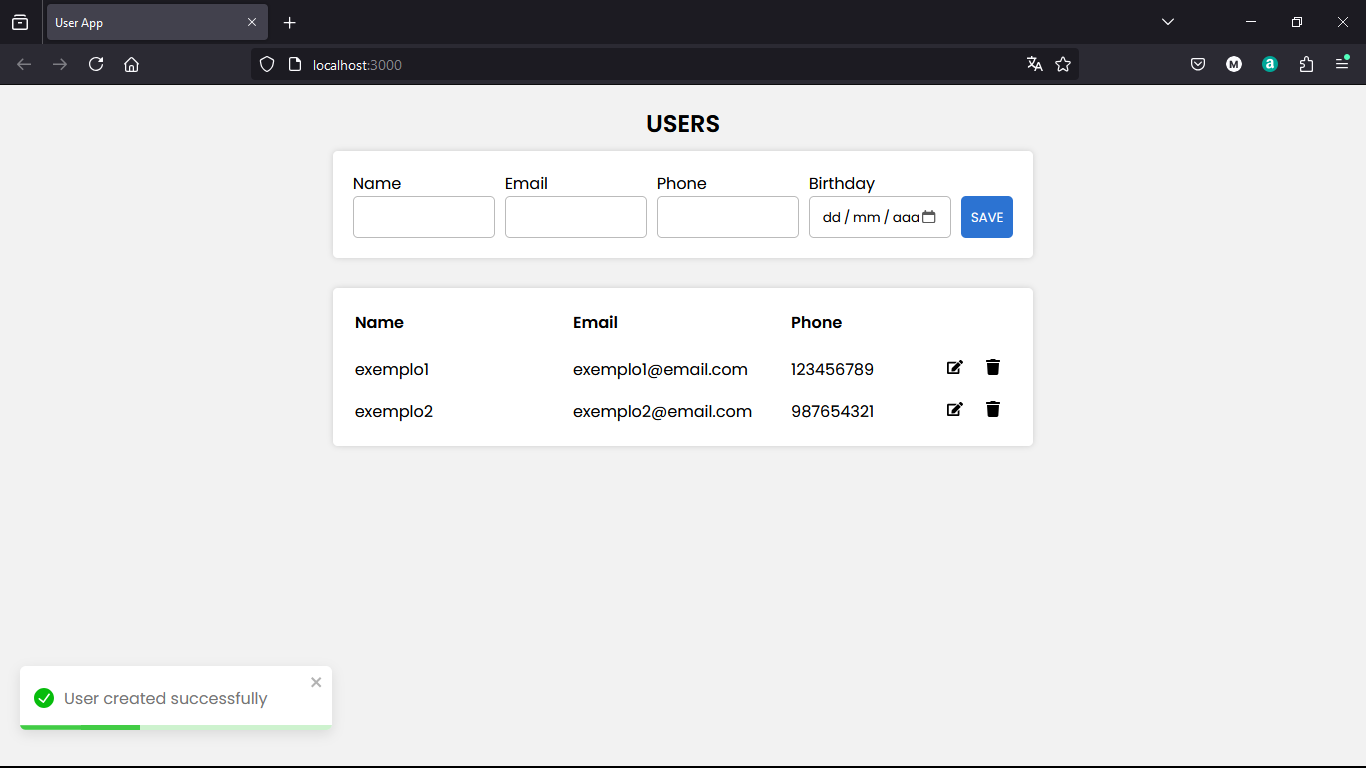 User App
localhost:3000
USERS
Name Email Phone Birthday
dd / mm / aaa SAVE
Name Email Phone
exemplo1 exemplo1@email.com 123456789
exemplo2 exemplo2@email.com 987654321
User created successfully